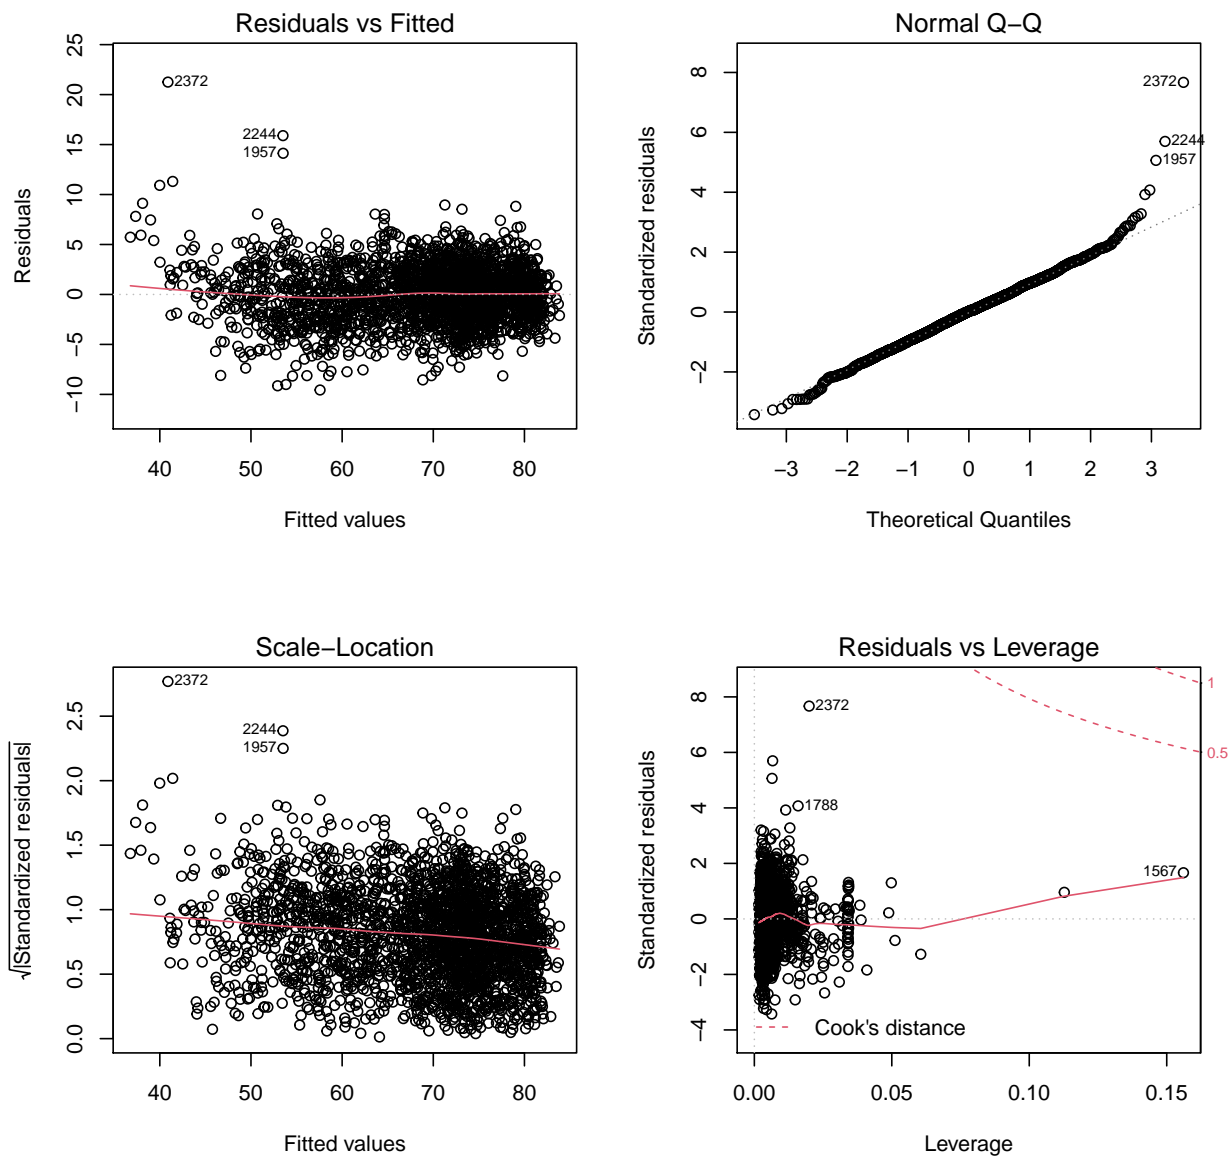 Residuals vs Fitted
25
20
15
10
5
0
−5
−10
Residuals
2372
2244
1957
40 50 60 70 80
Fitted values
Normal Q−Q
8
6
4
2
0
−2
Standardized residuals
2372
2244
1957
−3 −2 −1 0 1 2 3
Theoretical Quantiles
Scale−Location
2.5
2.0
1.5
1.0
0.5
0.0
√|Standardized residuals|
2372
2244
1957
40 50 60 70 80
Fitted values
Residuals vs Leverage
8
6
4
2
0
−2
−4
Standardized residuals
1
0.5
2372
1788
1567
Cook's distance
0.00 0.05 0.10 0.15
Leverage